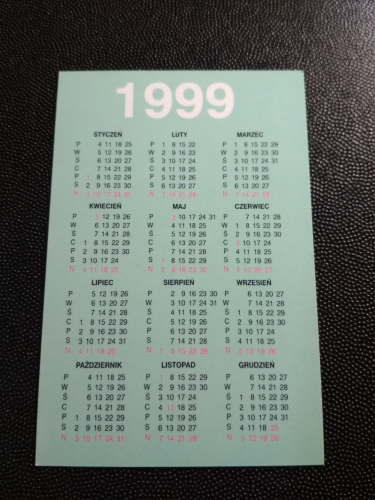 1999
STYCZEŃ LUTY MARZEC
P 4 11 18 25 P 1 8 15 22 P 1 8 15 22 29
W 5 12 19 26 W 2 9 16 23 W 2 9 16 23 30
Ś 6 13 20 27 Ś 3 10 17 24 Ś 3 10 17 24 31
C 7 14 21 28 C 4 11 18 25 C 4 11 18 25
P 1 8 15 22 29 P 5 12 19 26 P 5 12 19 26
S 2 9 16 23 30 S 6 13 20 27 S 6 13 20 27
N 3 10 17 24 31 N 7 14 21 28 N 7 14 21 28
KWIECIEŃ MAJ CZERWIEC
P 5 12 19 26 P 3 10 17 24 31 P 7 14 21 28
W 6 13 20 27 W 4 11 18 25 W 1 8 15 22 29
Ś 7 14 21 28 Ś 5 12 19 26 Ś 2 9 16 23 30
C 1 8 15 22 29 C 6 13 20 27 C 3 10 17 24
P 2 9 16 23 30 P 7 14 21 28 P 4 11 18 25
S 3 10 17 24 S 1 8 15 22 29 S 5 12 19 26
N 4 11 18 25 N 2 9 16 23 30 N 6 13 20 27
LIPIEC SIERPIEŃ WRZESIEŃ
P 5 12 19 26 P 2 9 16 23 30 P 6 13 20 27
W 6 13 20 27 W 3 10 17 24 31 W 7 14 21 28
Ś 7 14 21 28 Ś 4 11 18 25 Ś 1 8 15 22 29
C 1 8 15 22 29 C 5 12 19 26 C 2 9 16 23 30
P 2 9 16 23 30 P 6 13 20 27 P 3 10 17 24
S 3 10 17 24 31 S 7 14 21 28 S 4 11 18 25
N 4 11 18 25 N 1 8 15 22 29 N 5 12 19 26
PAŹDZIERNIK LISTOPAD GRUDZIEŃ
P 4 11 18 25 P 1 8 15 22 29 P 6 13 20 27
W 5 12 19 26 W 2 9 16 23 30 W 7 14 21 28
Ś 6 13 20 27 Ś 3 10 17 24 Ś 1 8 15 22 29
C 7 14 21 28 C 4 11 18 25 C 2 9 16 23 30
P 1 8 15 22 29 P 5 12 19 26 P 3 10 17 24 31
S 2 9 16 23 30 S 6 13 20 27 S 4 11 18 25
N 3 10 17 24 31 N 7 14 21 28 N 5 12 19 26